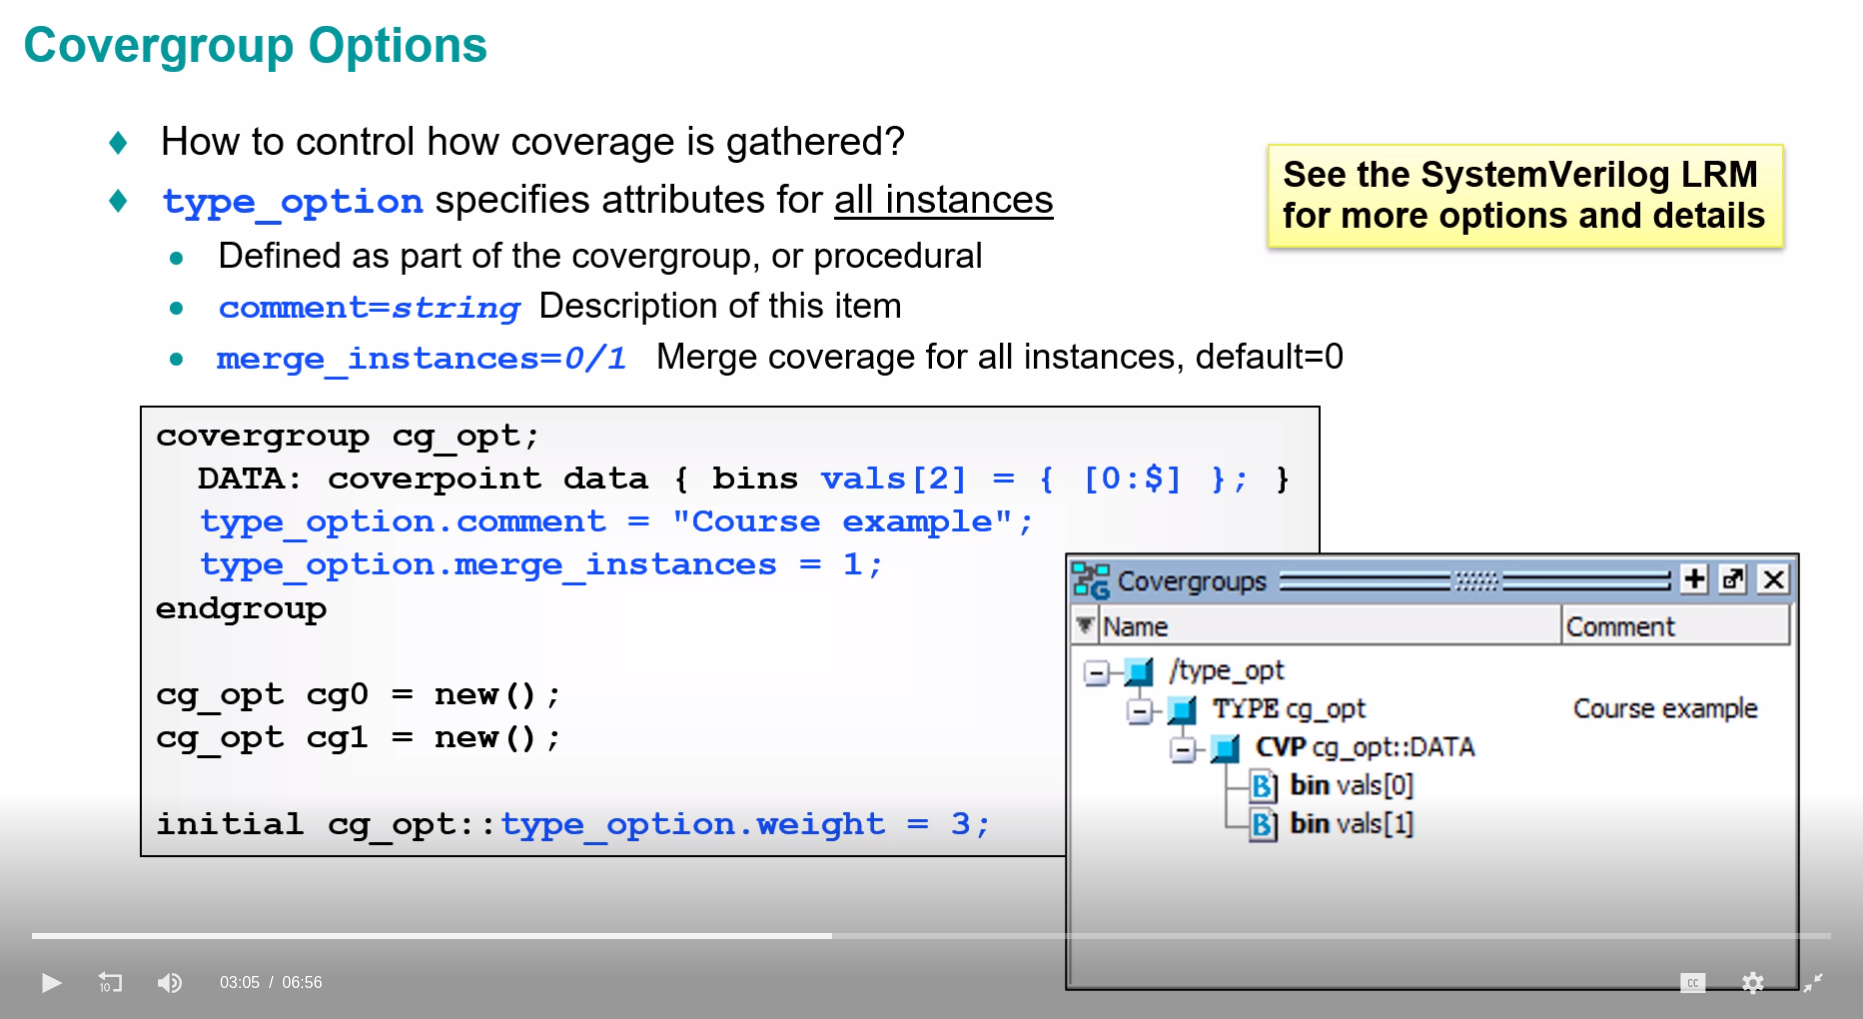 Covergroup Options
How to control how coverage is gathered?
type_option specifies attributes for all instances
Defined as part of the covergroup, or procedural
comment=string Description of this item
merge_instances=0/1 Merge coverage for all instances, default=0
See the SystemVerilog LRM
for more options and details
covergroup cg_opt;
DATA: coverpoint data { bins vals[2] = { [0:$] }; }
type_option.comment = "Course example";
type_option.merge_instances = 1;
endgroup
cg_opt cg0 = new();
cg_opt cg1 = new();
initial cg_opt::type_option.weight = 3;
Covergroups
Name Comment
/type_opt
TYPE cg_opt Course example
CVP cg_opt::DATA
B bin vals[0]
B bin vals[1]
10 03:05 / 06:56 CC